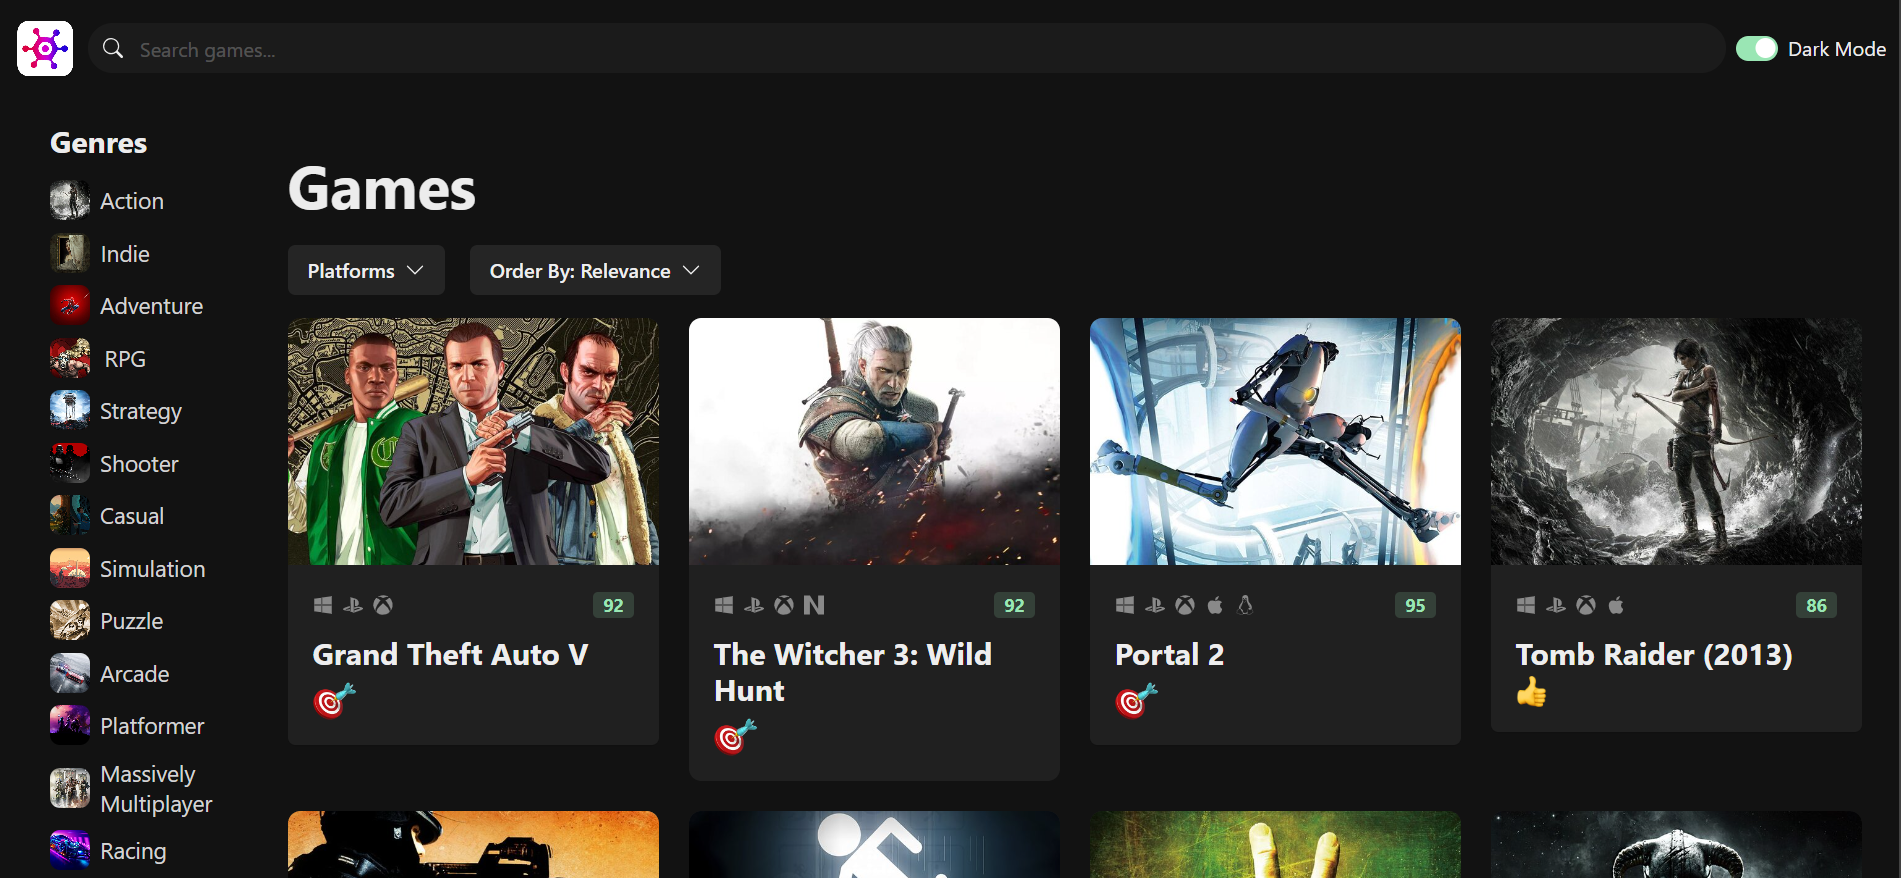 Search games...
Dark Mode
Genres
Action
Indie
Adventure
RPG
Strategy
Shooter
Casual
Simulation
Puzzle
Arcade
Platformer
Massively
Multiplayer
Racing
Games
Platforms
Order By: Relevance
92
Grand Theft Auto V
92
The Witcher 3: Wild
Hunt
95
Portal 2
86
Tomb Raider (2013)